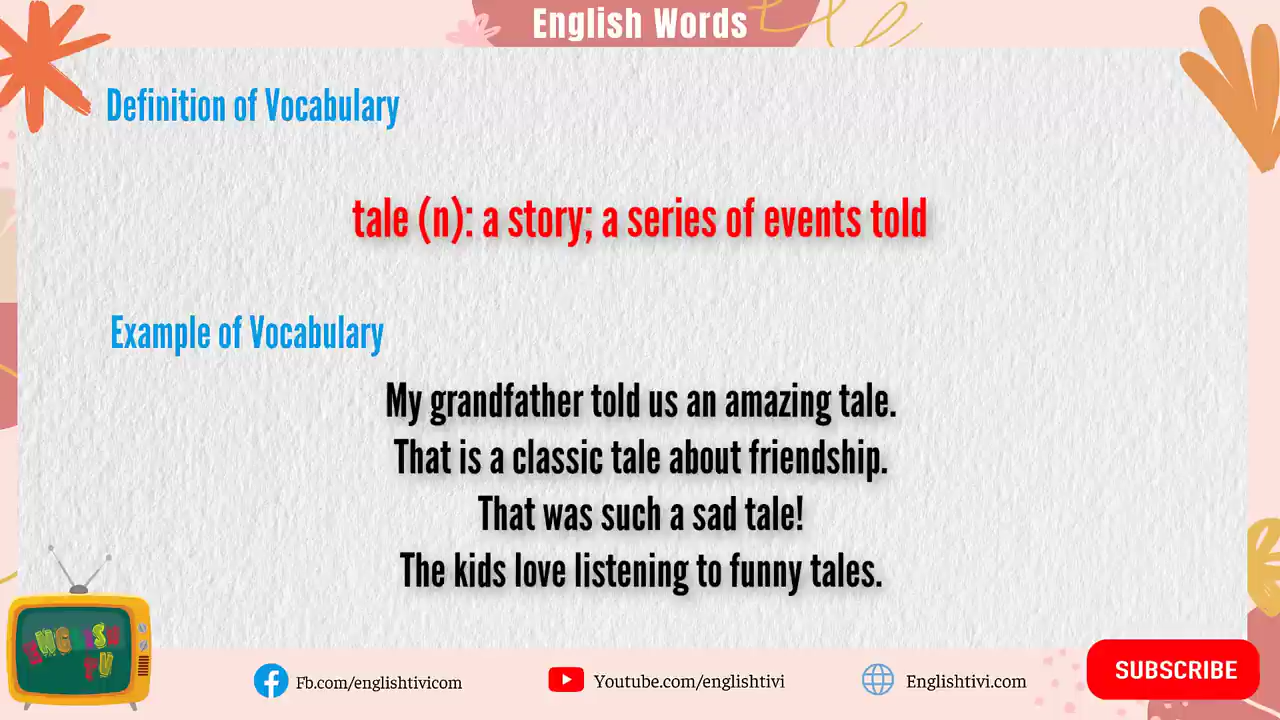 English Words
Definition of Vocabulary
tale (n): a story; a series of events told
Example of Vocabulary
My grandfather told us an amazing tale.
That is a classic tale about friendship.
That was such a sad tale!
The kids love listening to funny tales.
ENGLISH
TV
Fb.com/englishtivicom
Youtube.com/englishtivi
Englishtivi.com
SUBSCRIBE